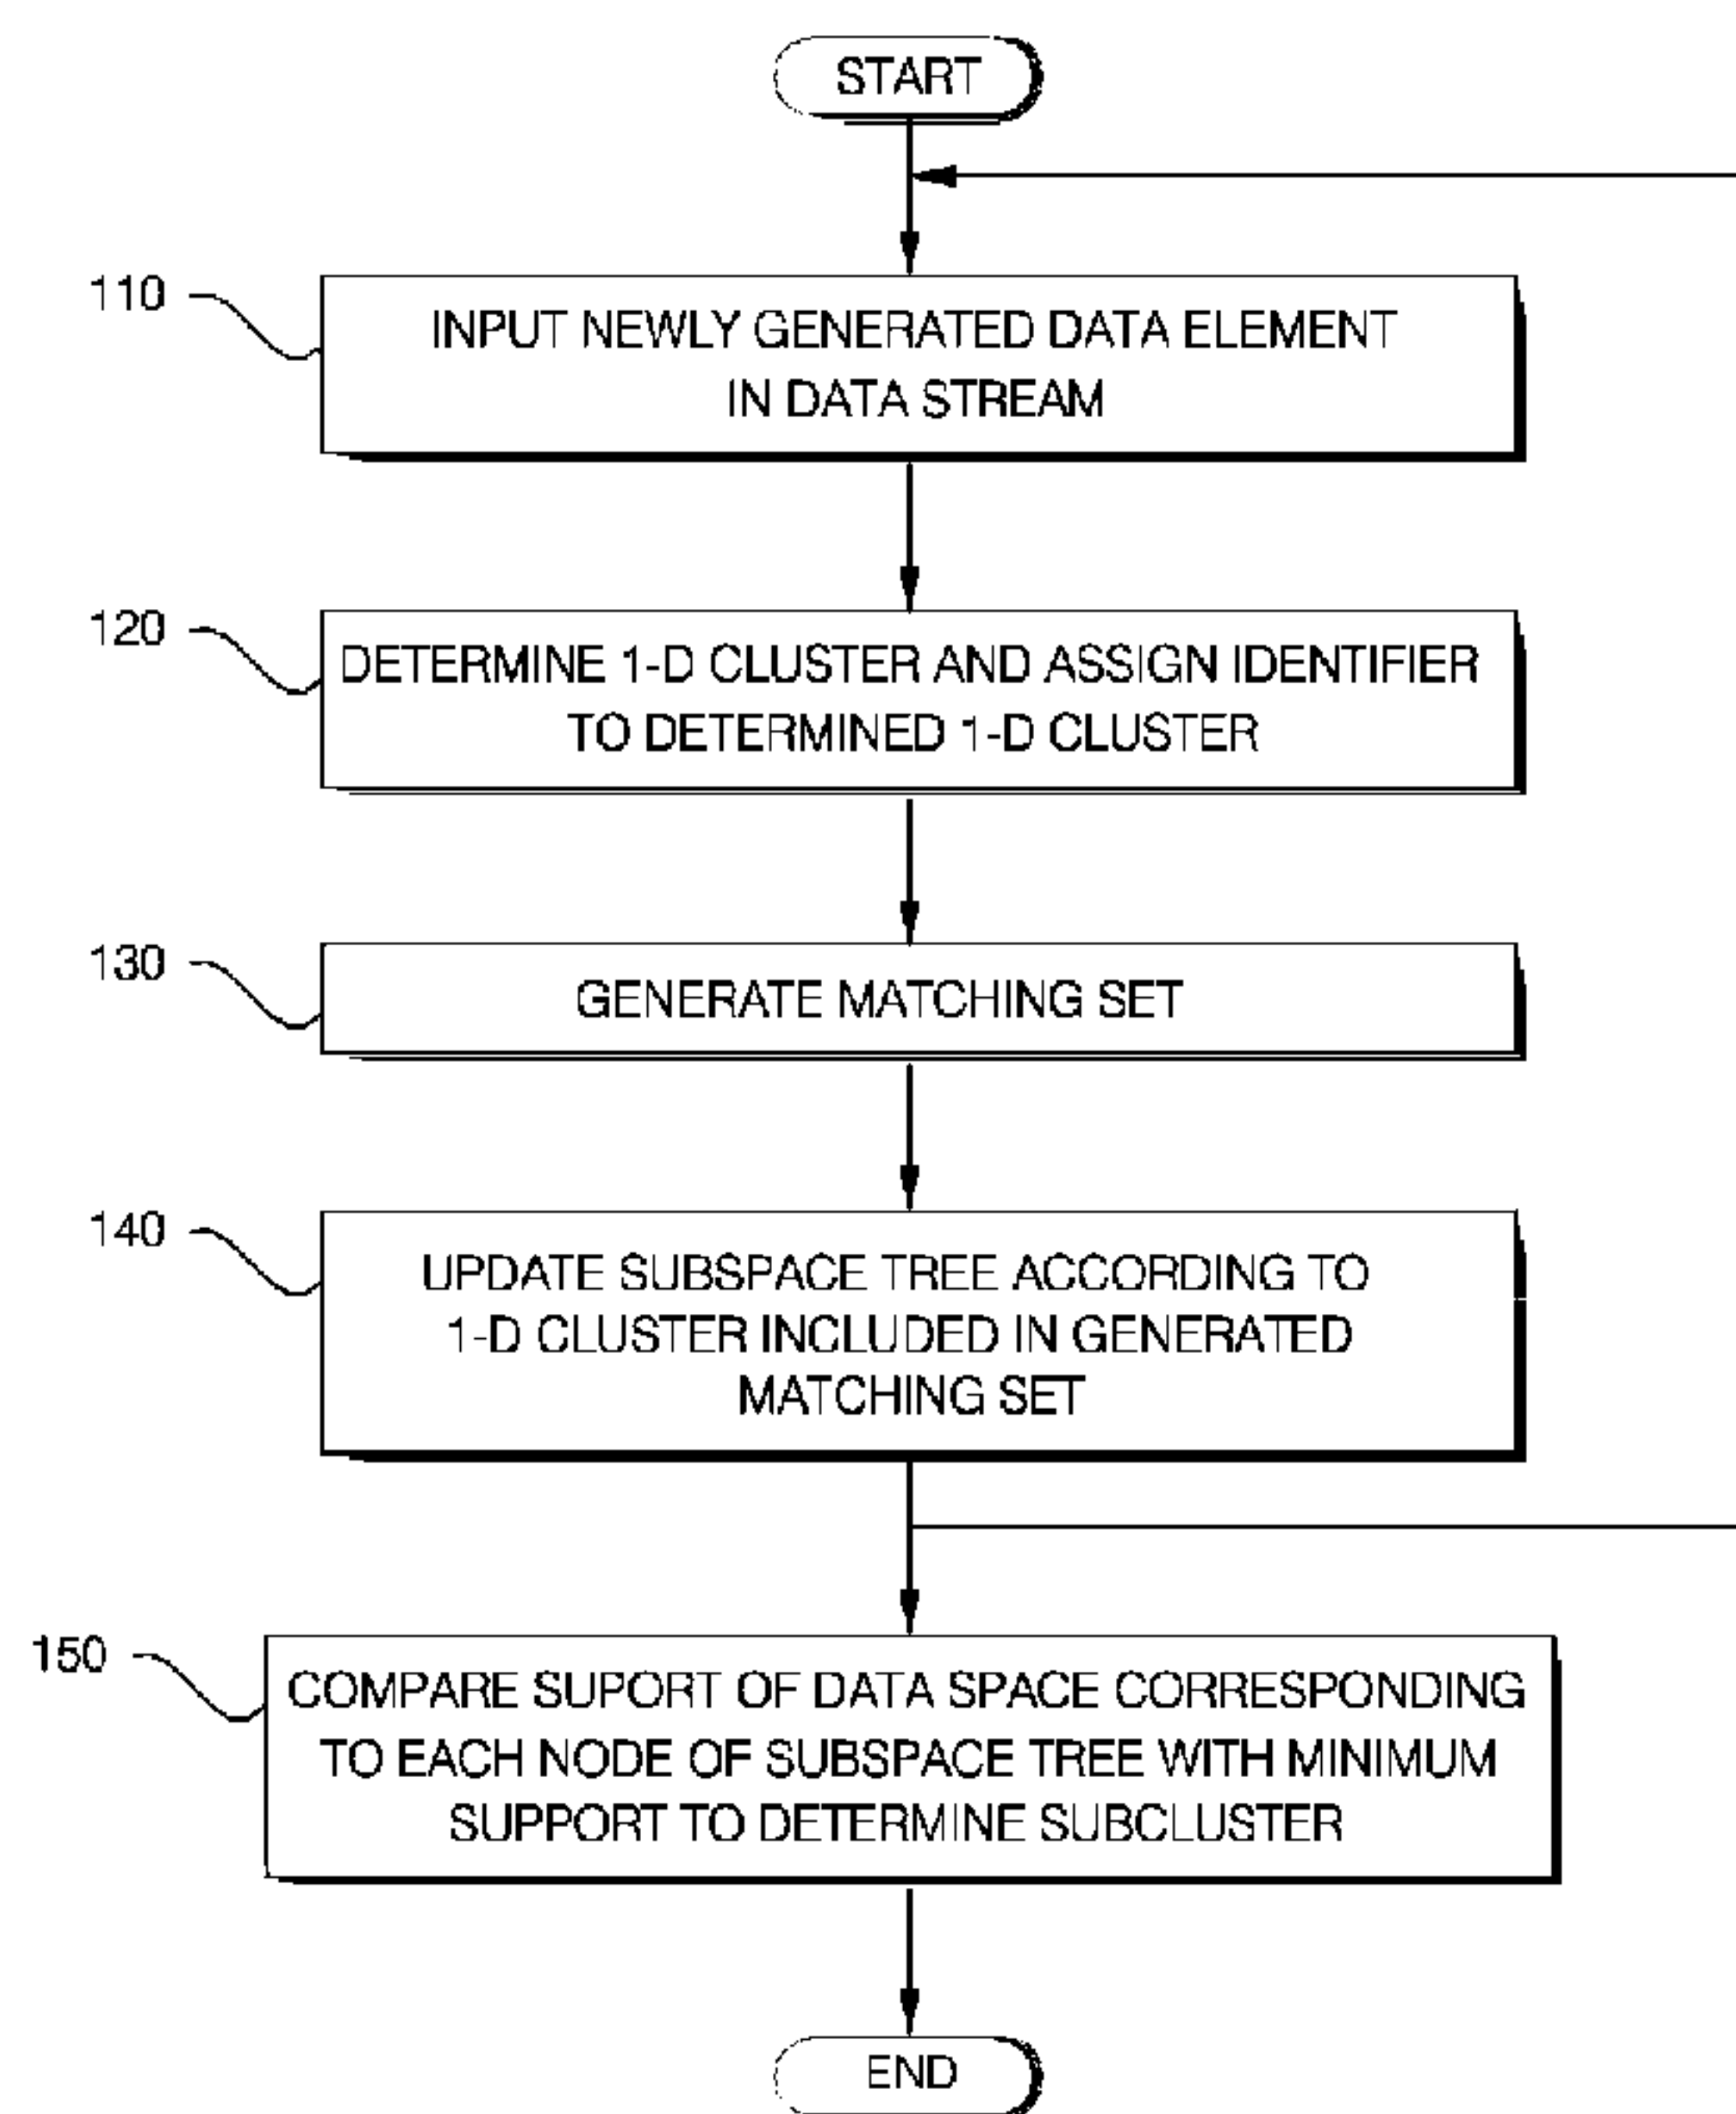 START
110
INPUT NEWLY GENERATED DATA ELEMENT
IN DATA STREAM
120
DETERMINE 1-D CLUSTER AND ASSIGN IDENTIFIER
TO DETERMINED 1-D CLUSTER
130
GENERATE MATCHING SET
140
UPDATE SUBSPACE TREE ACCORDING TO
1-D CLUSTER INCLUDED IN GENERATED
MATCHING SET
150
COMPARE SUPORT OF DATA SPACE CORRESPONDING
TO EACH NODE OF SUBSPACE TREE WITH MINIMUM
SUPPORT TO DETERMINE SUBCLUSTER
END